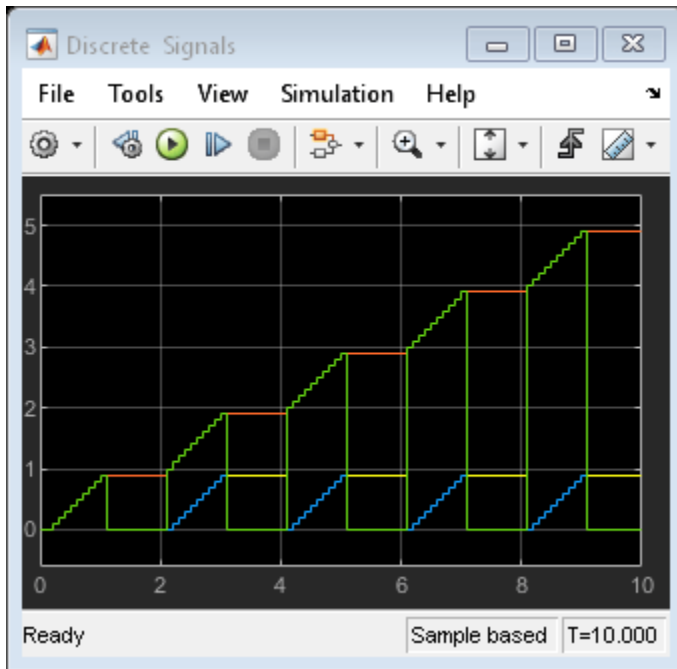 Discrete Signals
File Tools View Simulation Help
5
4
3
2
1
0
0 2 4 6 8 10
Ready Sample based T=10.000